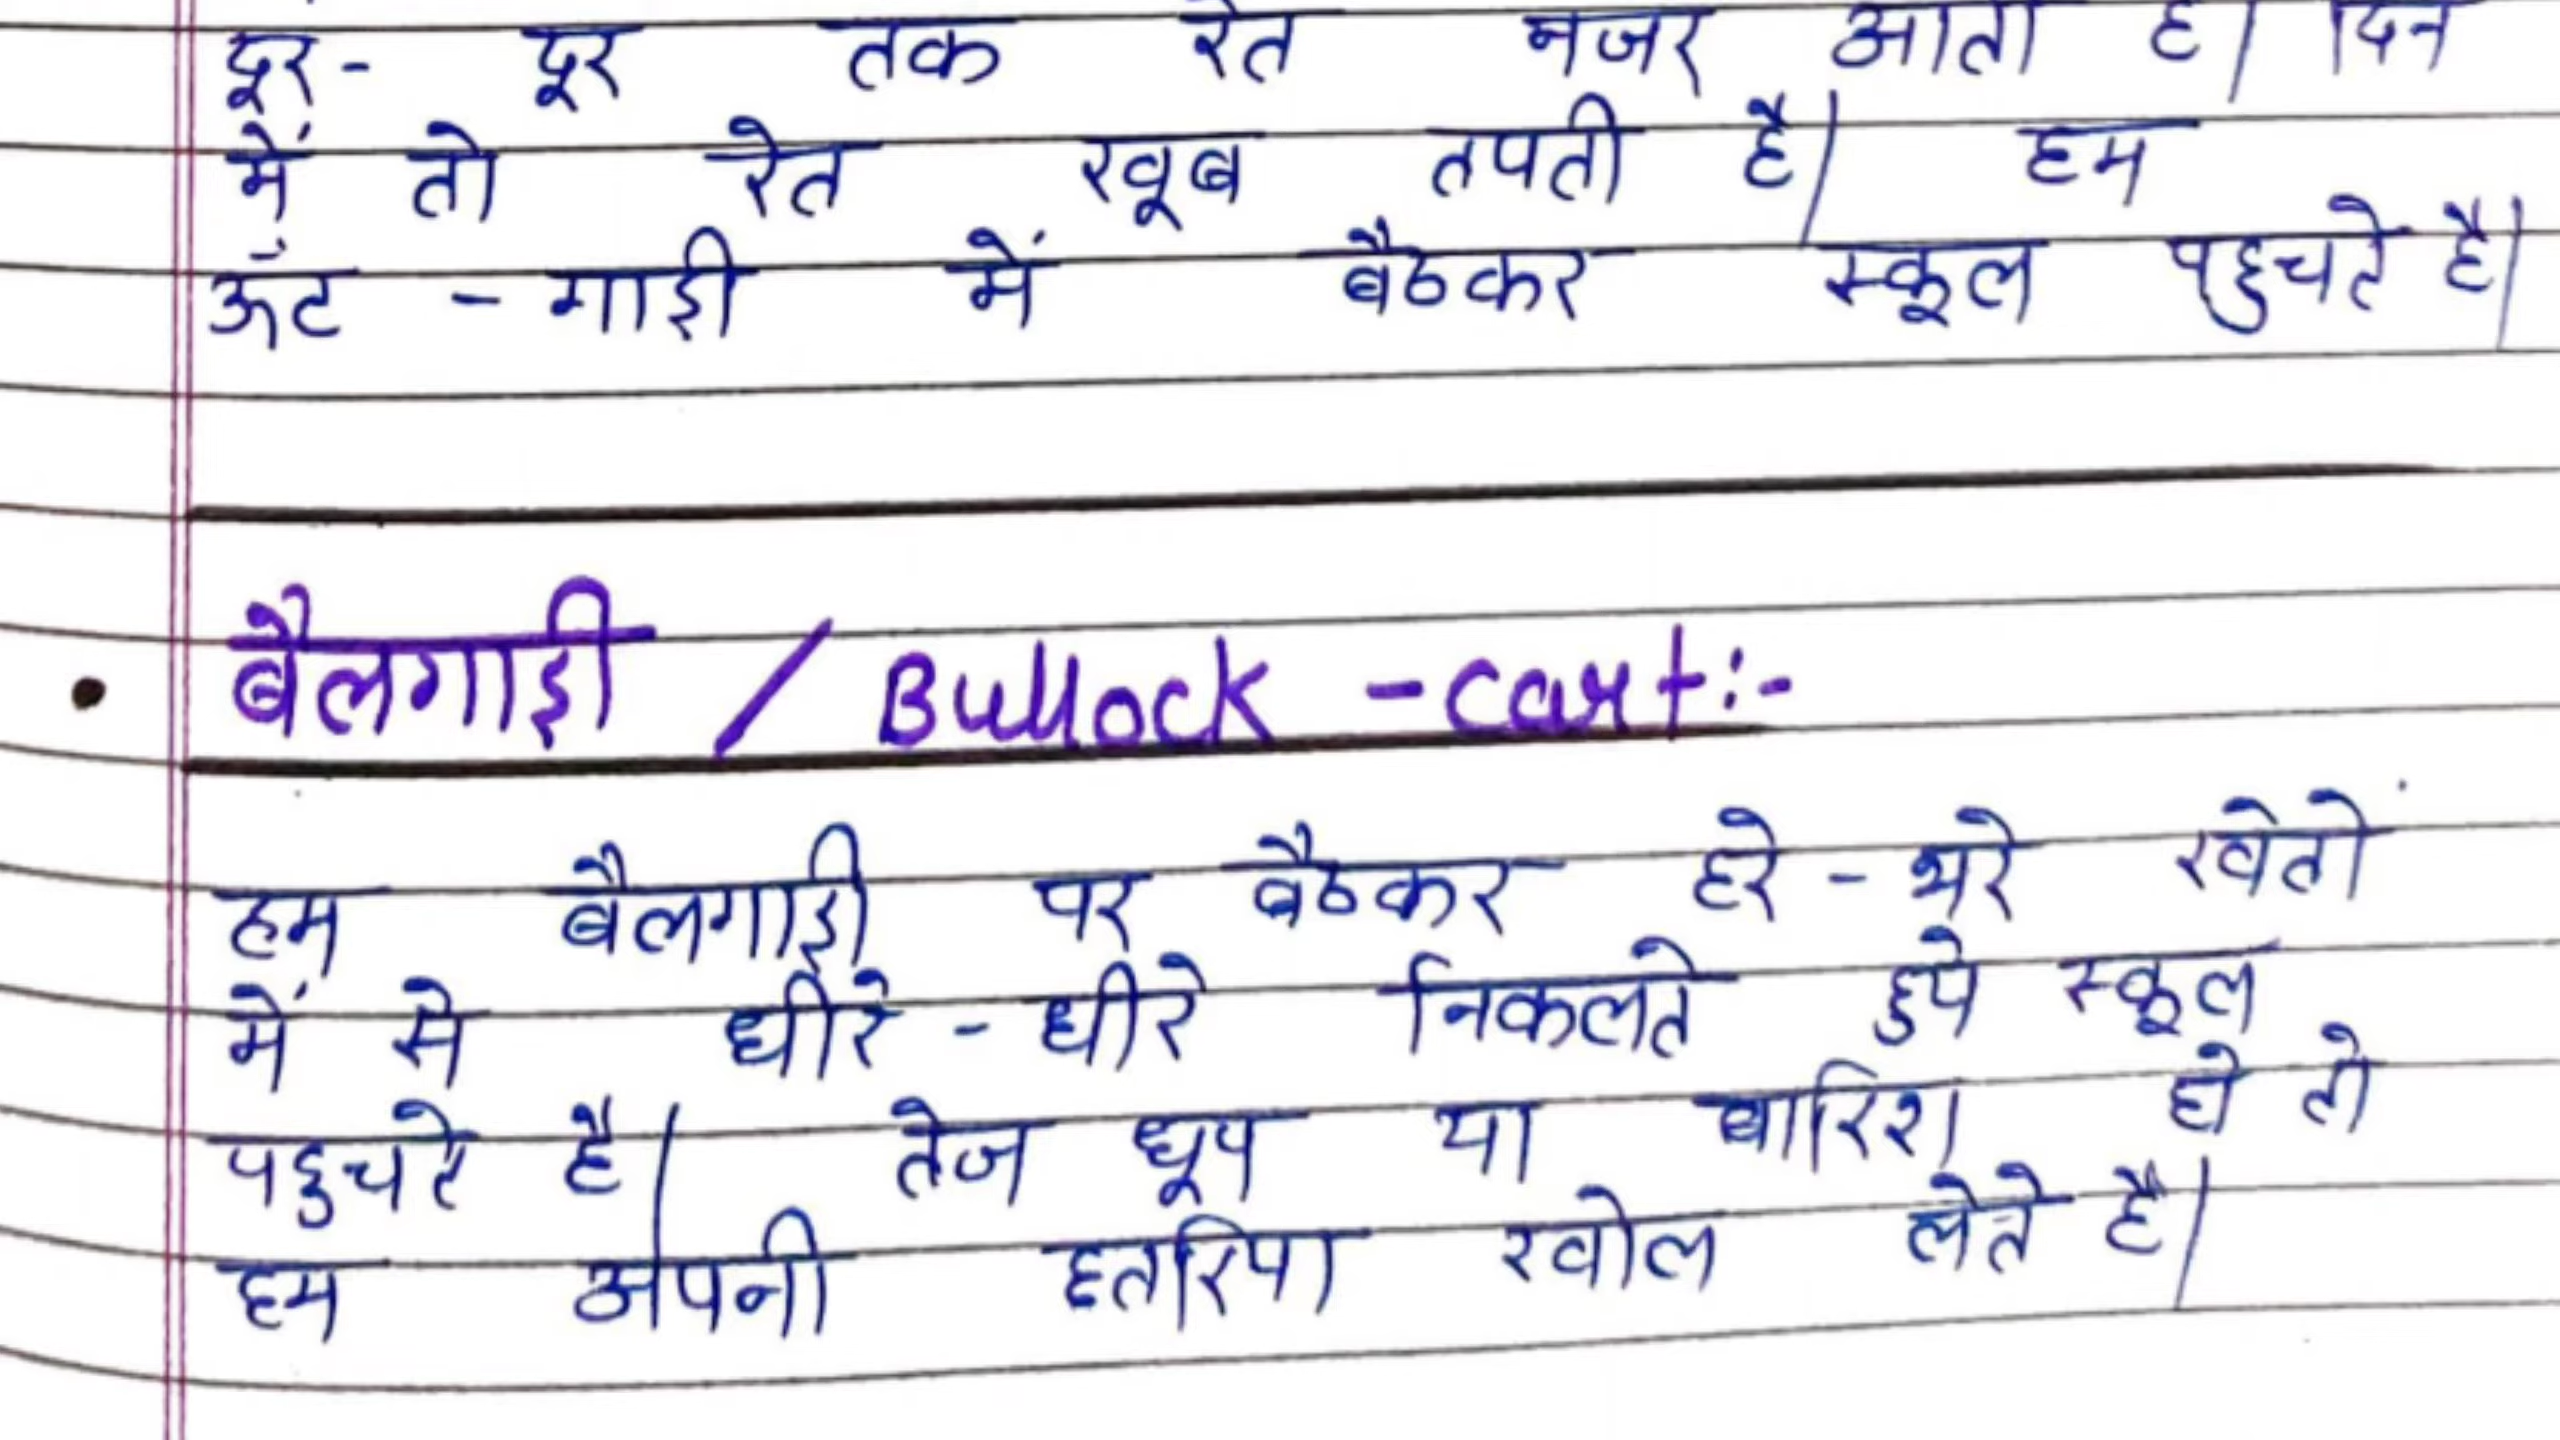 दूर- दूर तक रेत नजर आता है। दिन
में तो रेत खूब तपती है। हम
ऊँट - गाडी में बैठकर स्कूल पहुचते है।
• बैलगाडी / Bullock - cart:-
हम बैलगाडी पर बैठकर हरे - भरे खेतों
में से धीरे - धीरे निकलते हुये स्कूल
पहुचते है। तेज धूप या बारिश हो तो
हम अपनी छतरिया खोल लेते है।